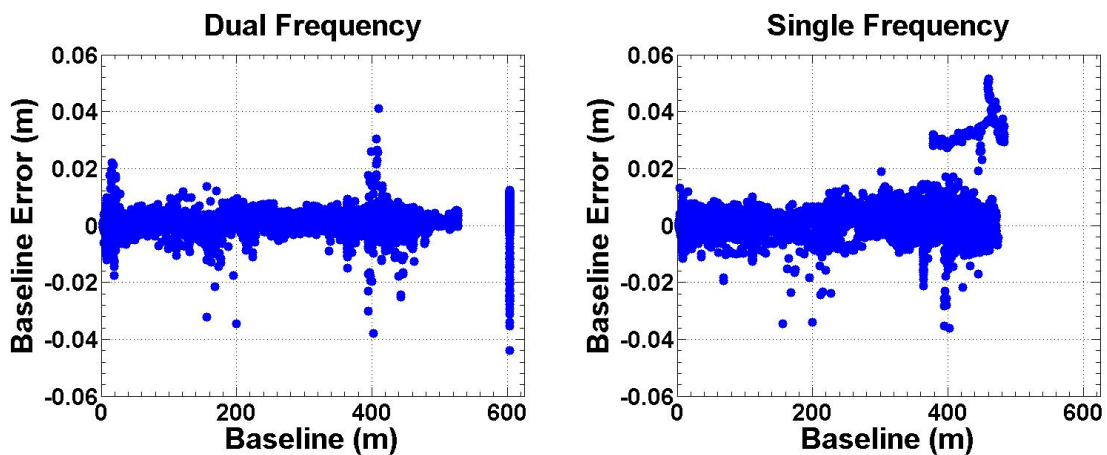 Dual Frequency
Baseline Error (m)
0.06
0.04
0.02
0
-0.02
-0.04
-0.06
0 200 400 600
Baseline (m)
Single Frequency
Baseline Error (m)
0.06
0.04
0.02
0
-0.02
-0.04
-0.06
0 200 400 600
Baseline (m)